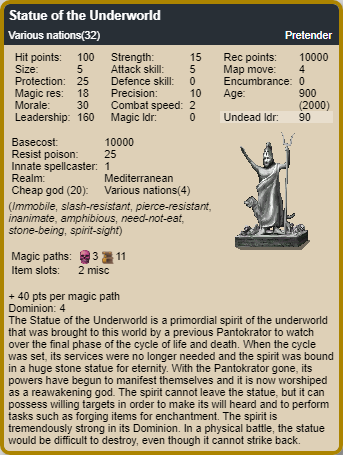 Statue of the Underworld
Various nations(32) Pretender
Hit points: 100 Strength: 15 Rec points: 10000
Size: 5 Attack skill: 5 Map move: 4
Protection: 25 Defence skill: 0 Encumbrance: 0
Magic res: 18 Precision: 10 Age: 900
Morale: 30 Combat speed: 2 (2000)
Leadership: 160 Magic ldr: 0 Undead ldr: 90
Basecost: 10000
Resist poison: 25
Innate spellcaster: 1
Realm: Mediterranean
Cheap god (20): Various nations(4)
(Immobile, slash-resistant, pierce-resistant,
inanimate, amphibious, need-not-eat,
stone-being, spirit-sight)
Magic paths: 3 11
Item slots: 2 misc
+ 40 pts per magic path
Dominion: 4
The Statue of the Underworld is a primordial spirit of the underworld
that was brought to this world by a previous Pantokrator to watch
over the final phase of the cycle of life and death. When the cycle
was set, its services were no longer needed and the spirit was bound
in a huge stone statue for eternity. With the Pantokrator gone, its
powers have begun to manifest themselves and it is now worshiped
as a reawakening god. The spirit cannot leave the statue, but it can
possess willing targets in order to make its will heard and to perform
tasks such as forging items for enchantment. The spirit is
tremendously strong in its Dominion. In a physical battle, the statue
would be difficult to destroy, even though it cannot strike back.